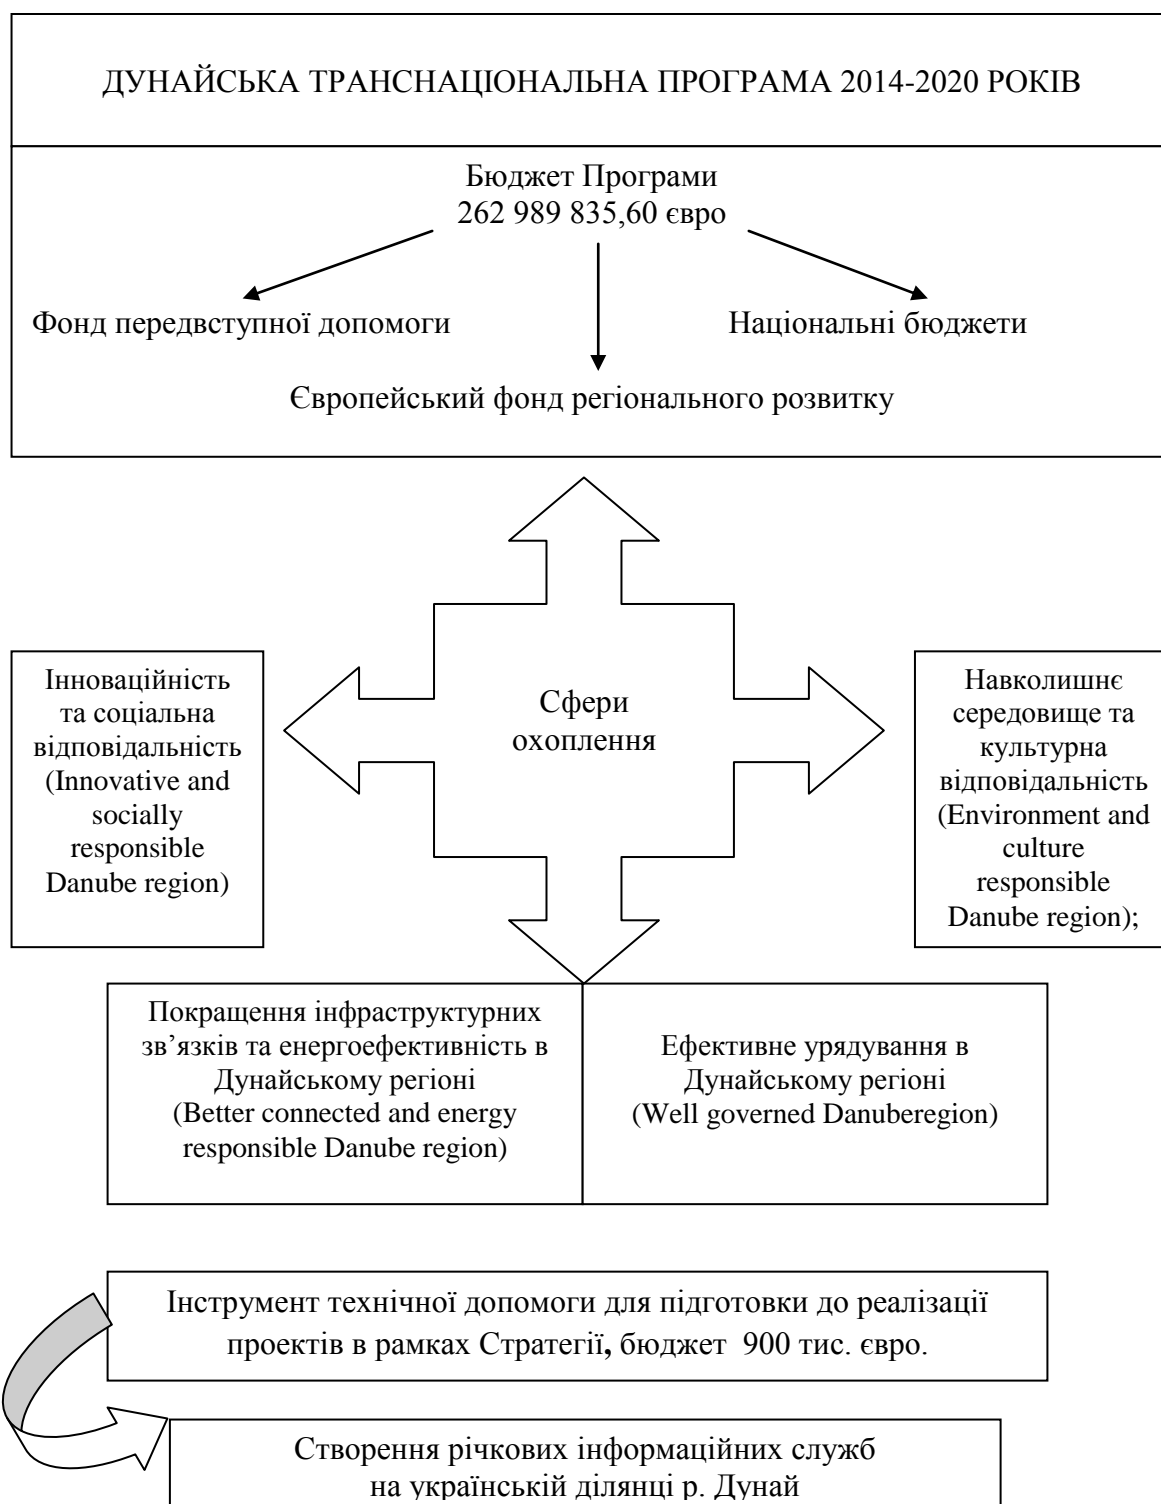 ДУНАЙСЬКА ТРАНСНАЦІОНАЛЬНА ПРОГРАМА 2014-2020 РОКІВ
Бюджет Програми
262 989 835,60 євро
Фонд передвступної допомоги
Національні бюджети
Європейський фонд регіонального розвитку
Сфери
охоплення
Інноваційність
та соціальна
відповідальність
(Innovative and
socially
responsible
Danube region)
Навколишнє
середовище та
культурна
відповідальність
(Environment and
culture
responsible
Danube region);
Покращення інфраструктурних
зв’язків та енергоефективність в
Дунайському регіоні
(Better connected and energy
responsible Danube region)
Ефективне урядування в
Дунайському регіоні
(Well governed Danuberegion)
Інструмент технічної допомоги для підготовки до реалізації
проектів в рамках Стратегії, бюджет  900 тис. євро.
Створення річкових інформаційних служб
на українській ділянці р. Дунай